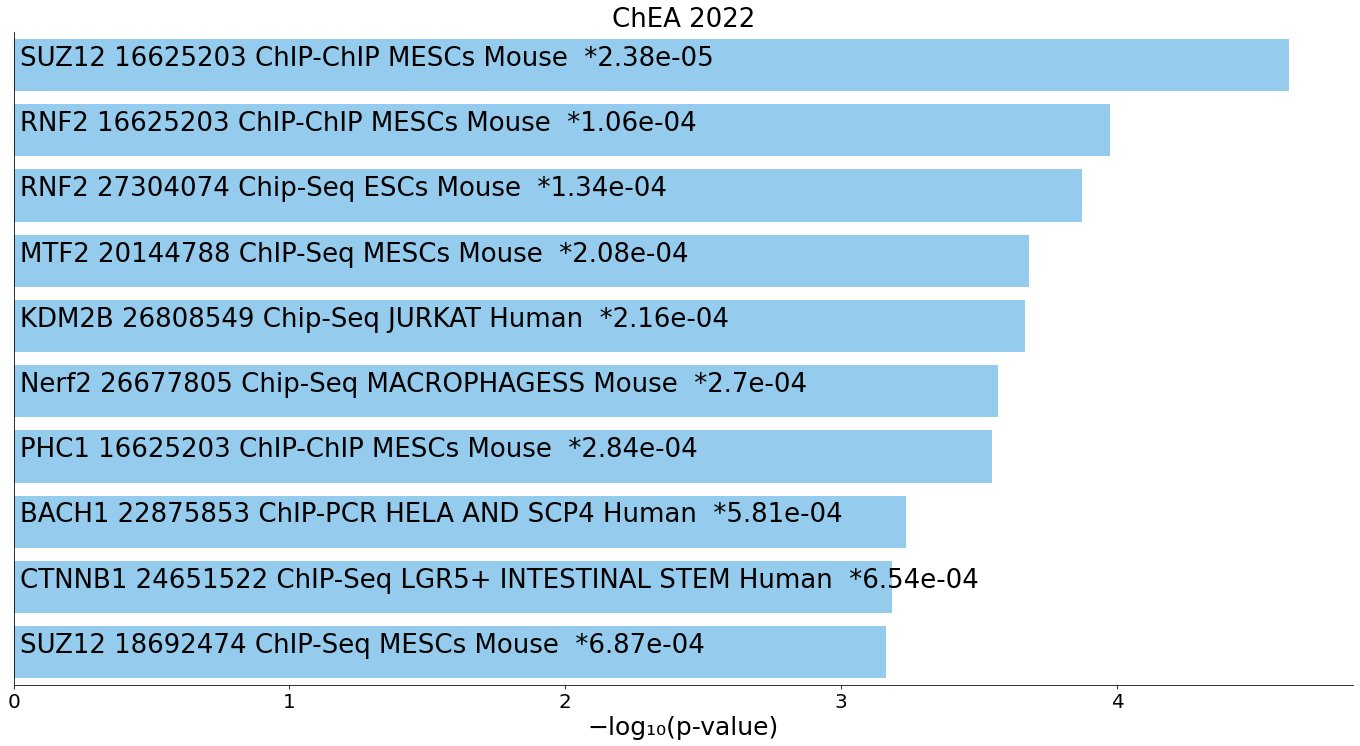 ChEA 2022
SUZ12 16625203 ChIP-ChIP MESCs Mouse *2.38e-05
RNF2 16625203 ChIP-ChIP MESCs Mouse *1.06e-04
RNF2 27304074 Chip-Seq ESCs Mouse *1.34e-04
MTF2 20144788 ChIP-Seq MESCs Mouse *2.08e-04
KDM2B 26808549 Chip-Seq JURKAT Human *2.16e-04
Nerf2 26677805 Chip-Seq MACROPHAGESS Mouse *2.7e-04
PHC1 16625203 ChIP-ChIP MESCs Mouse *2.84e-04
BACH1 22875853 ChIP-PCR HELA AND SCP4 Human *5.81e-04
CTNNB1 24651522 ChIP-Seq LGR5+ INTESTINAL STEM Human *6.54e-04
SUZ12 18692474 ChIP-Seq MESCs Mouse *6.87e-04
0 1 2 3 4
−log₁₀(p-value)